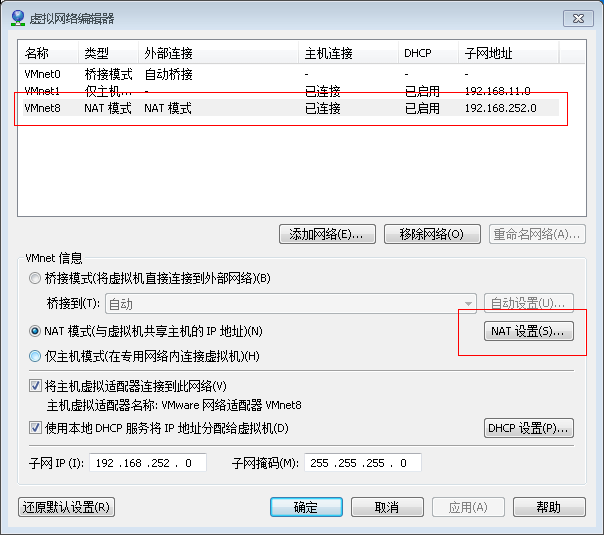 虚拟网络编辑器
名称 类型 外部连接 主机连接 DHCP 子网地址
VMnet0 桥接模式 自动桥接 - - -
VMnet1 仅主机... - 已连接 已启用 192.168.11.0
VMnet8 NAT 模式 NAT 模式 已连接 已启用 192.168.252.0
添加网络(E)... 移除网络(O) 重命名网络(A)...
VMnet 信息
桥接模式(将虚拟机直接连接到外部网络)(B)
桥接到(T): 自动 自动设置(U)...
NAT 模式(与虚拟机共享主机的 IP 地址)(N) NAT 设置(S)...
仅主机模式(在专用网络内连接虚拟机)(H)
将主机虚拟适配器连接到此网络(V)
主机虚拟适配器名称: VMware 网络适配器 VMnet8
使用本地 DHCP 服务将 IP 地址分配给虚拟机(D) DHCP 设置(P)...
子网 IP (I): 192 .168 .252 . 0 子网掩码(M): 255 .255 .255 . 0
还原默认设置(R) 确定 取消 应用(A) 帮助